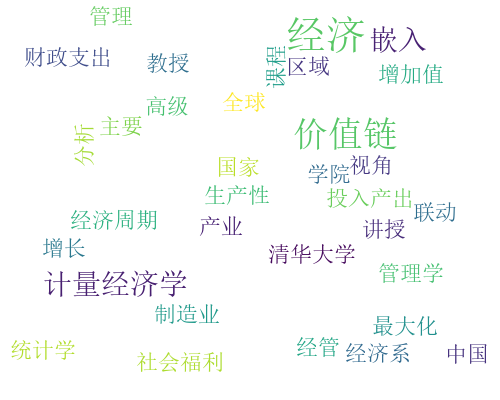 管理
经济
嵌入
财政支出
教授
课程
区域
增加值
高级
全球
主要
分析
价值链
国家
学院
视角
生产性
投入产出
联动
经济周期
产业
讲授
增长
清华大学
计量经济学
管理学
制造业
最大化
统计学
社会福利
经管
经济系
中国